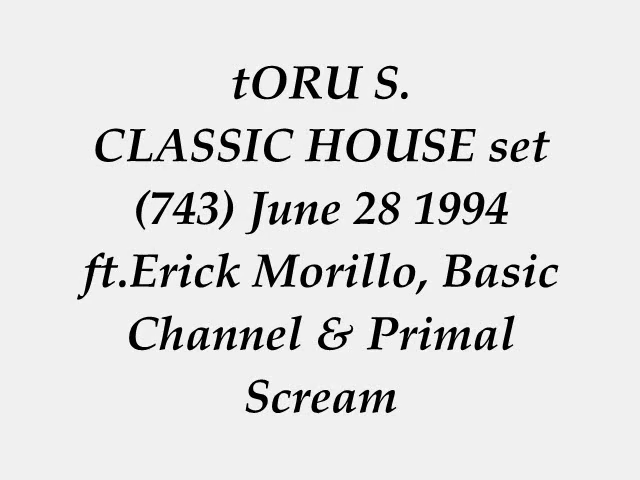 tORU S.
CLASSIC HOUSE set
(743) June 28 1994
ft.Erick Morillo, Basic
Channel & Primal
Scream